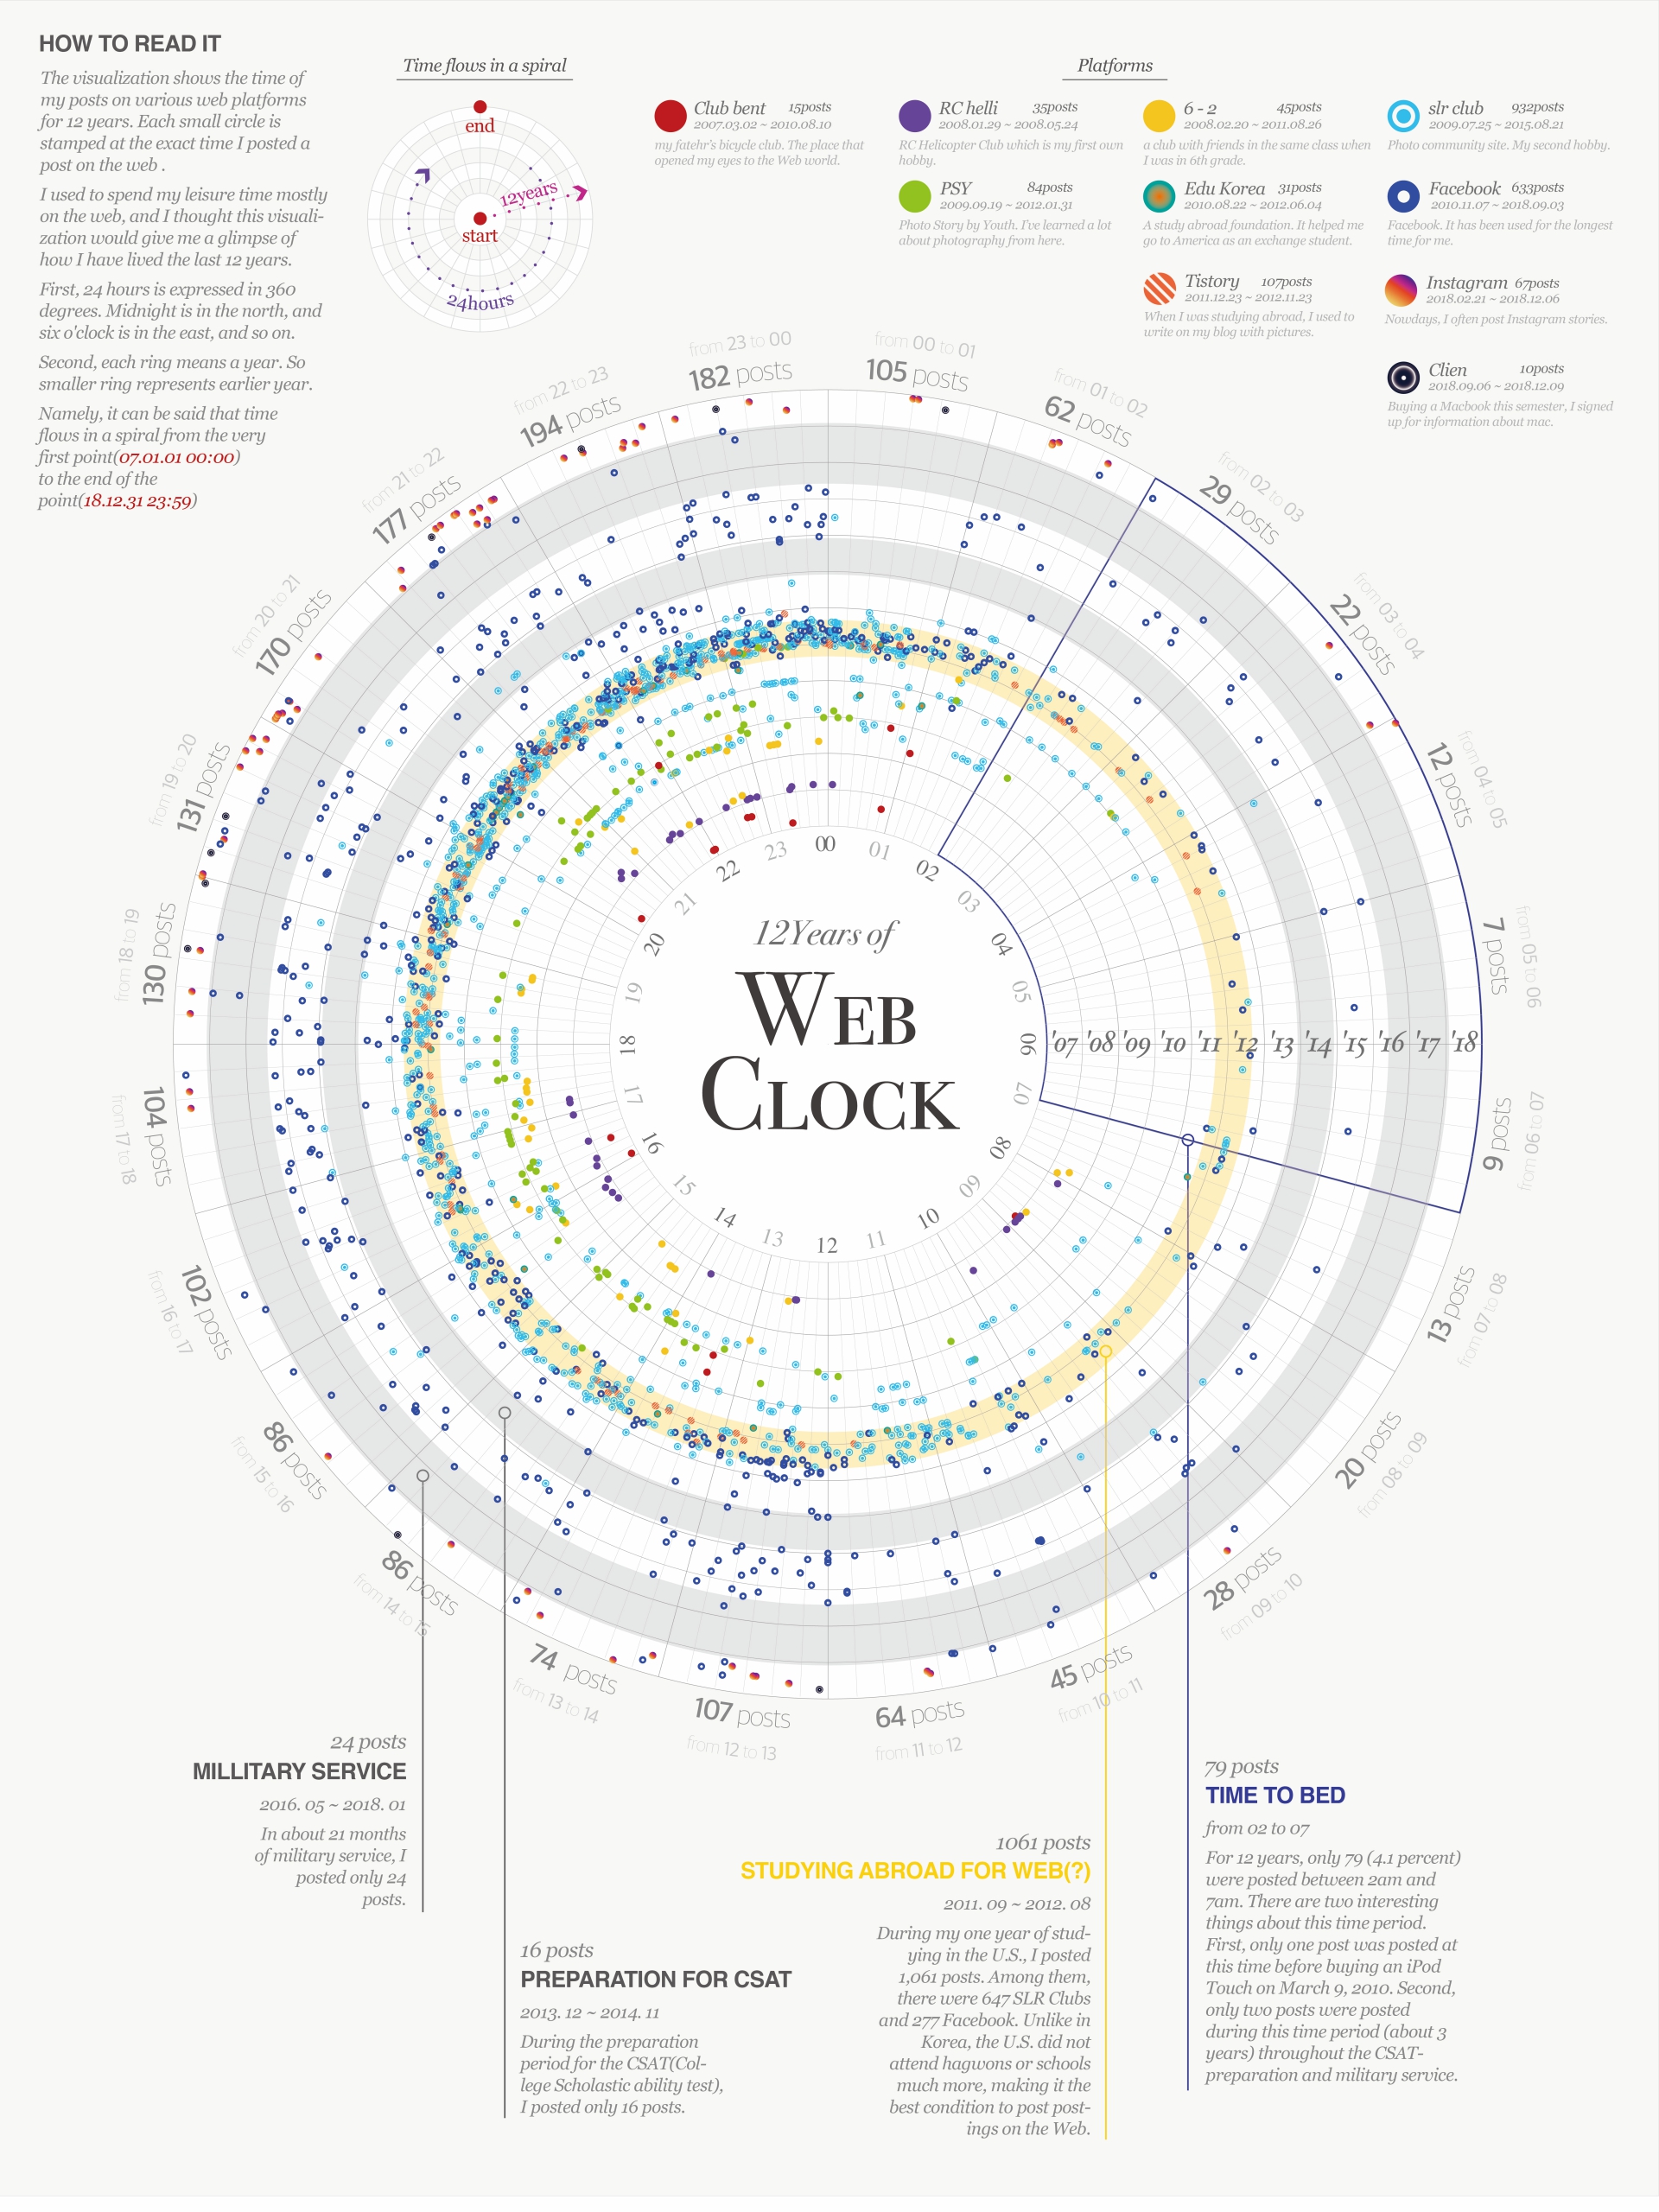 HOW TO READ IT
The visualization shows the time of
my posts on various web platforms
for 12 years. Each small circle is
stamped at the exact time I posted a
post on the web .
I used to spend my leisure time mostly
on the web, and I thought this visuali-
zation would give me a glimpse of
how I have lived the last 12 years.
First, 24 hours is expressed in 360
degrees. Midnight is in the north, and
six o'clock is in the east, and so on.
Second, each ring means a year. So
smaller ring represents earlier year.
Namely, it can be said that time
flows in a spiral from the very
first point(07.01.01 00:00)
to the end of the
point(18.12.31 23:59)
Time flows in a spiral
end
12years
start
24hours
Platforms
Club bent 15posts
2007.03.02 ~ 2010.08.10
my fatehr's bicycle club. The place that
opened my eyes to the Web world.
RC helli 35posts
2008.01.29 ~ 2008.05.24
RC Helicopter Club which is my first own
hobby.
6 - 2 45posts
2008.02.20 ~ 2011.08.26
a club with friends in the same class when
I was in 6th grade.
slr club 932posts
2009.07.25 ~ 2015.08.21
Photo community site. My second hobby.
PSY 84posts
2009.09.19 ~ 2012.01.31
Photo Story by Youth. I've learned a lot
about photography from here.
Edu Korea 31posts
2010.08.22 ~ 2012.06.04
A study abroad foundation. It helped me
go to America as an exchange student.
Facebook 633posts
2010.11.07 ~ 2018.09.03
Facebook. It has been used for the longest
time for me.
Tistory 107posts
2011.12.23 ~ 2012.11.23
When I was studying abroad, I used to
write on my blog with pictures.
Instagram 67posts
2018.02.21 ~ 2018.12.06
Nowdays, I often post Instagram stories.
Clien 10posts
2018.09.06 ~ 2018.12.09
Buying a Macbook this semester, I signed
up for information about mac.
from 00 to 01
105 posts
from 01 to 02
62 posts
from 02 to 03
29 posts
from 03 to 04
22 posts
from 04 to 05
12 posts
from 05 to 06
7 posts
6 posts
from 06 to 07
13 posts
from 07 to 08
20 posts
from 08 to 09
28 posts
from 09 to 10
45 posts
from 10 to 11
64 posts
from 11 to 12
107 posts
from 12 to 13
74 posts
from 13 to 14
86 posts
from 14 to 15
86 posts
from 15 to 16
102 posts
from 16 to 17
104 posts
from 17 to 18
130 posts
from 18 to 19
131 posts
from 19 to 20
170 posts
from 20 to 21
177 posts
from 21 to 22
194 posts
from 22 to 23
182 posts
from 23 to 00
00
01
02
03
04
05
06
07
08
09
10
11
12
13
14
15
16
17
18
19
20
21
22
23
'07 '08 '09 '10 '11 '12 '13 '14 '15 '16 '17 '18
12Years of
WEB
CLOCK
24 posts
MILLITARY SERVICE
2016. 05 ~ 2018. 01
In about 21 months
of military service, I
posted only 24
posts.
16 posts
PREPARATION FOR CSAT
2013. 12 ~ 2014. 11
During the preparation
period for the CSAT(Col-
lege Scholastic ability test),
I posted only 16 posts.
1061 posts
STUDYING ABROAD FOR WEB(?)
2011. 09 ~ 2012. 08
During my one year of stud-
ying in the U.S., I posted
1,061 posts. Among them,
there were 647 SLR Clubs
and 277 Facebook. Unlike in
Korea, the U.S. did not
attend hagwons or schools
much more, making it the
best condition to post post-
ings on the Web.
79 posts
TIME TO BED
from 02 to 07
For 12 years, only 79 (4.1 percent)
were posted between 2am and
7am. There are two interesting
things about this time period.
First, only one post was posted at
this time before buying an iPod
Touch on March 9, 2010. Second,
only two posts were posted
during this time period (about 3
years) throughout the CSAT-
preparation and military service.